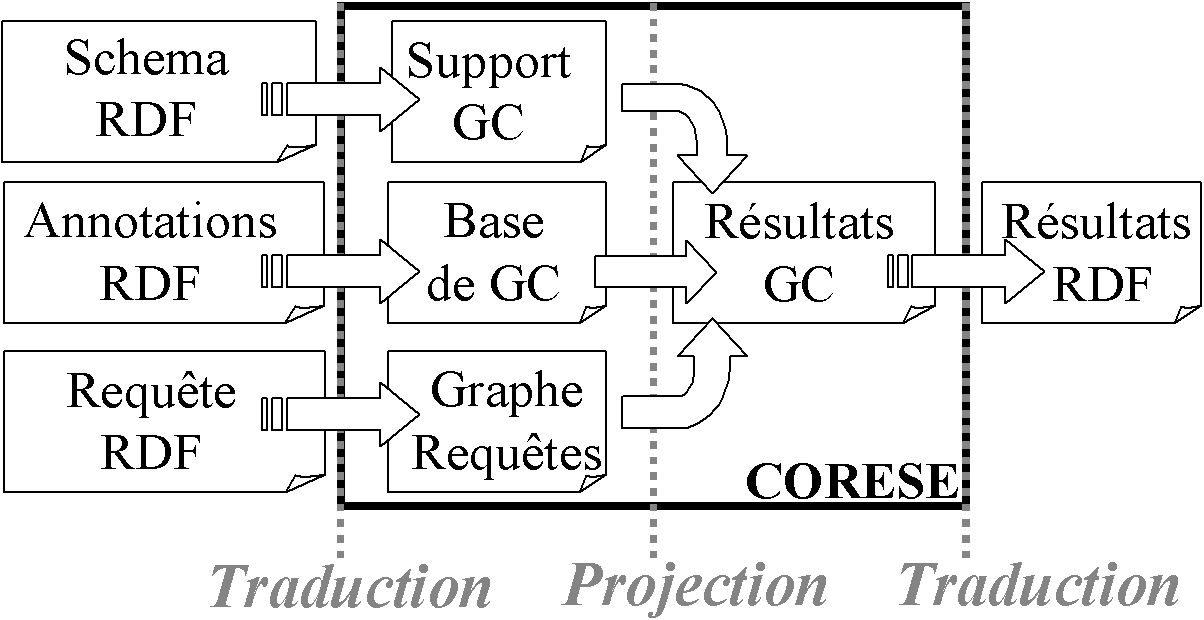 Schema
RDF
Support
GC
Annotations
RDF
Base
de GC
Résultats
GC
Résultats
RDF
Requête
RDF
Graphe
Requêtes
CORESE
Traduction
Projection
Traduction